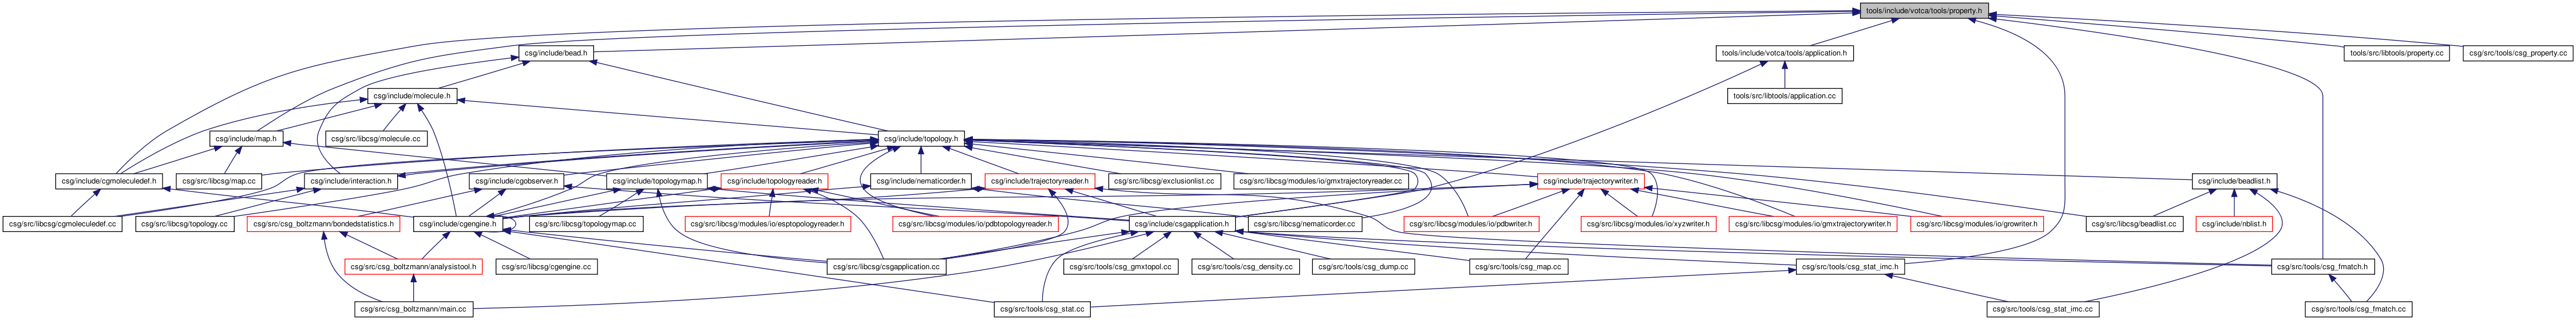 tools/include/votca/tools/property.h
csg/include/bead.h
tools/include/votca/tools/application.h
tools/src/libtools/property.cc
csg/src/tools/csg_property.cc
csg/include/molecule.h
tools/src/libtools/application.cc
csg/include/map.h
csg/src/libcsg/molecule.cc
csg/include/topology.h
csg/include/cgmoleculedef.h
csg/src/libcsg/map.cc
csg/include/interaction.h
csg/include/cgobserver.h
csg/include/topologymap.h
csg/include/topologyreader.h
csg/include/nematicorder.h
csg/include/trajectoryreader.h
csg/src/libcsg/exclusionlist.cc
csg/src/libcsg/modules/io/gmxtrajectoryreader.cc
csg/include/trajectorywriter.h
csg/include/beadlist.h
csg/src/libcsg/cgmoleculedef.cc
csg/src/libcsg/topology.cc
csg/src/csg_boltzmann/bondedstatistics.h
csg/include/cgengine.h
csg/src/libcsg/topologymap.cc
csg/src/libcsg/modules/io/esptopologyreader.h
csg/src/libcsg/modules/io/pdbtopologyreader.h
csg/include/csgapplication.h
csg/src/libcsg/nematicorder.cc
csg/src/libcsg/modules/io/pdbwriter.h
csg/src/libcsg/modules/io/xyzwriter.h
csg/src/libcsg/modules/io/gmxtrajectorywriter.h
csg/src/libcsg/modules/io/growriter.h
csg/src/libcsg/beadlist.cc
csg/include/nblist.h
csg/src/csg_boltzmann/analysistool.h
csg/src/libcsg/cgengine.cc
csg/src/libcsg/csgapplication.cc
csg/src/tools/csg_gmxtopol.cc
csg/src/tools/csg_density.cc
csg/src/tools/csg_dump.cc
csg/src/tools/csg_map.cc
csg/src/tools/csg_stat_imc.h
csg/src/tools/csg_fmatch.h
csg/src/csg_boltzmann/main.cc
csg/src/tools/csg_stat.cc
csg/src/tools/csg_stat_imc.cc
csg/src/tools/csg_fmatch.cc